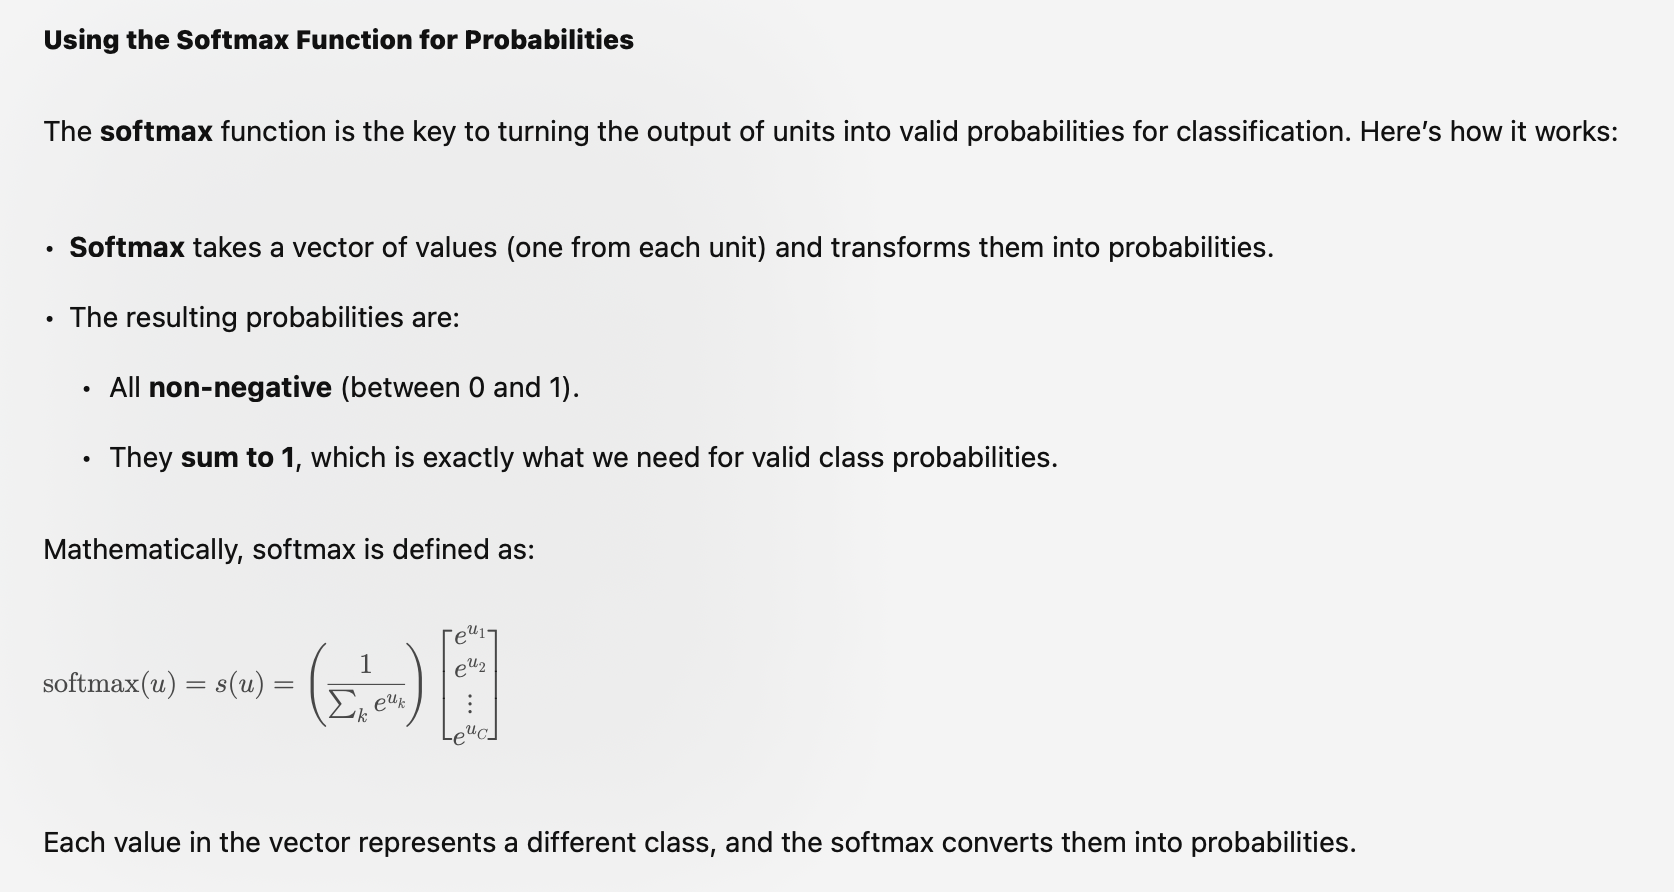 Using the Softmax Function for Probabilities
The softmax function is the key to turning the output of units into valid probabilities for classification. Here’s how it works:
• Softmax takes a vector of values (one from each unit) and transforms them into probabilities.
• The resulting probabilities are:
• All non-negative (between 0 and 1).
• They sum to 1, which is exactly what we need for valid class probabilities.
Mathematically, softmax is defined as:
$\text{softmax}(u) = s(u) = \left( \frac{1}{\sum_k e^{u_k}} \right) \begin{bmatrix} e^{u_1} \\ e^{u_2} \\ \vdots \\ e^{u_C} \end{bmatrix}$
Each value in the vector represents a different class, and the softmax converts them into probabilities.